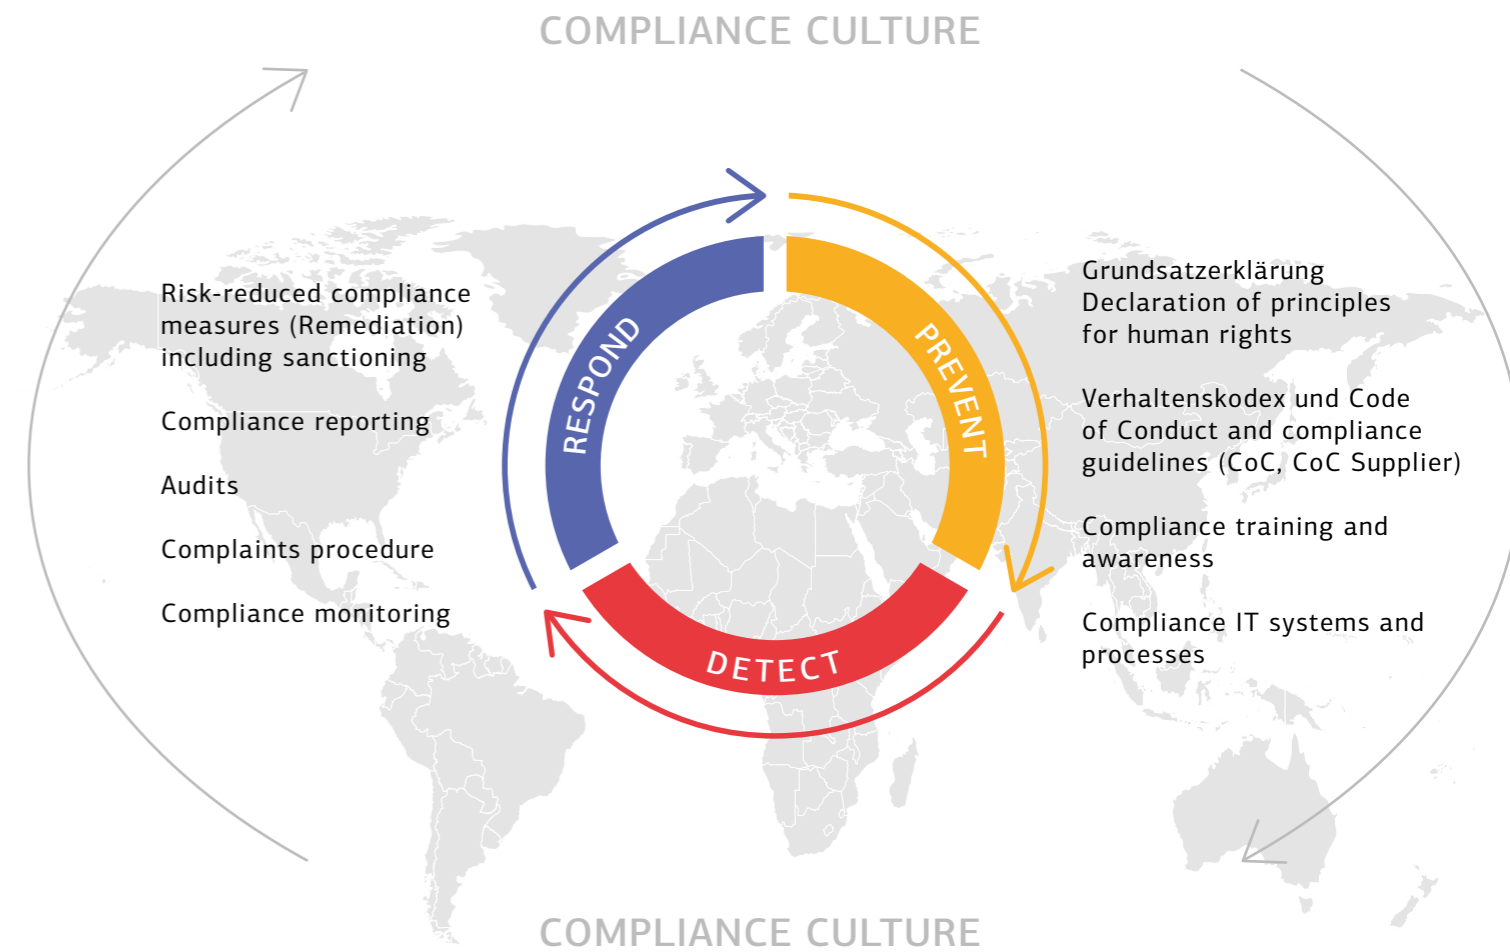 COMPLIANCE CULTURE
Risk-reduced compliance
measures (Remediation)
including sanctioning
Compliance reporting
Audits
Complaints procedure
Compliance monitoring
RESPOND
PREVENT
DETECT
Grundsatzerklärung
Declaration of principles
for human rights
Verhaltenskodex und Code
of Conduct and compliance
guidelines (CoC, CoC Supplier)
Compliance training and
awareness
Compliance IT systems and
processes
COMPLIANCE CULTURE